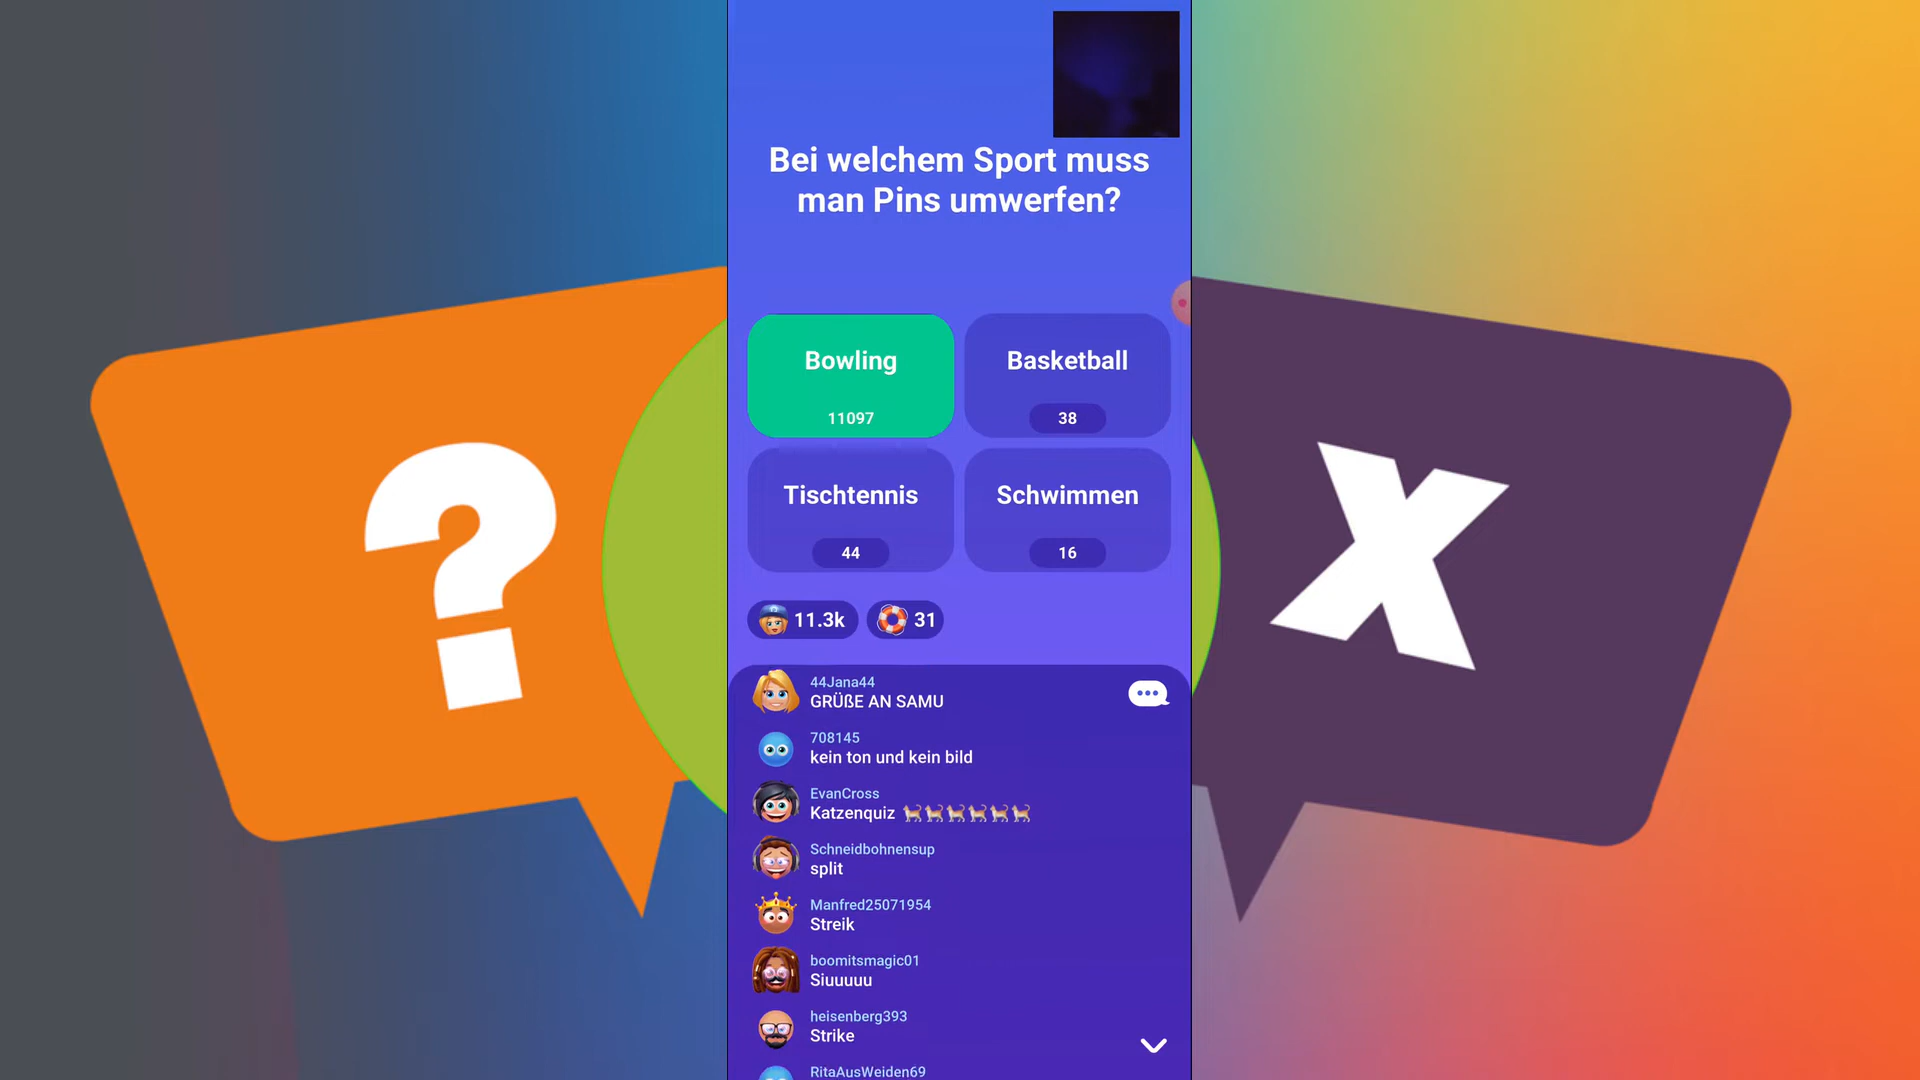 Bei welchem Sport muss
man Pins umwerfen?
Bowling
11097
Basketball
38
Tischtennis
44
Schwimmen
16
11.3k
31
44Jana44
GRÜßE AN SAMU
708145
kein ton und kein bild
EvanCross
Katzenquiz 🐈🐈🐈🐈🐈🐈
Schneidbohnensup
split
Manfred25071954
Streik
boomitsmagic01
Siuuuuu
heisenberg393
Strike
RitaAusWeiden69
?
X